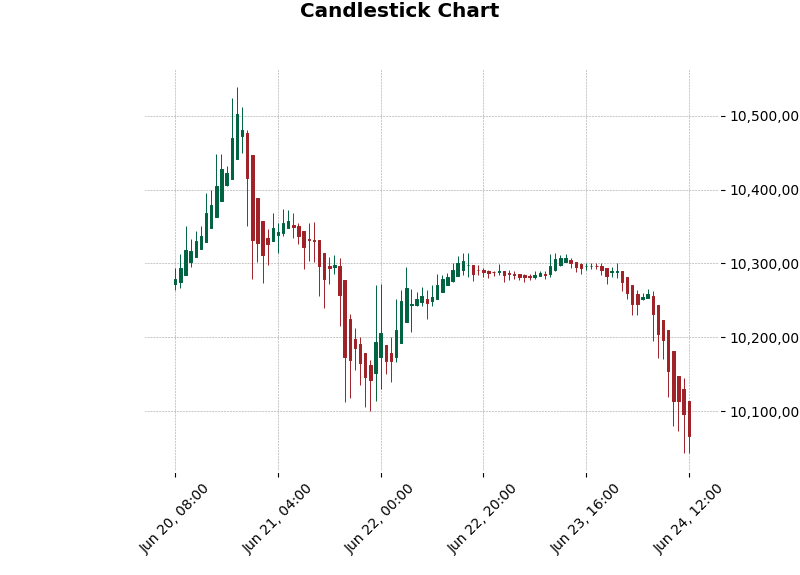 Candlestick Chart
10,500,00
10,400,00
10,300,00
10,200,00
10,100,00
Jun 20, 08:00
Jun 21, 04:00
Jun 22, 00:00
Jun 22, 20:00
Jun 23, 16:00
Jun 24, 12:00